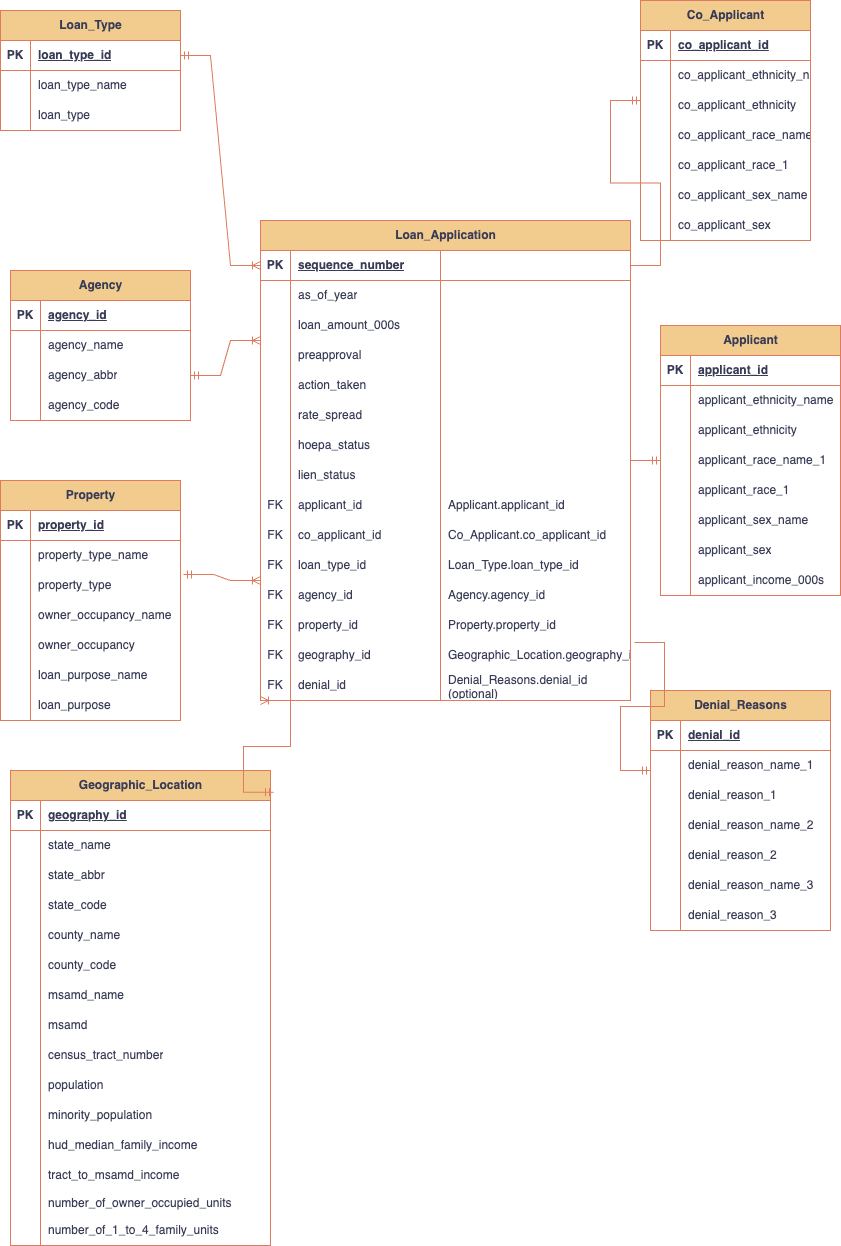 Loan_Type
PK loan_type_id
loan_type_name
loan_type
Co_Applicant
PK co_applicant_id
co_applicant_ethnicity_n
co_applicant_ethnicity
co_applicant_race_name
co_applicant_race_1
co_applicant_sex_name
co_applicant_sex
Loan_Application
PK sequence_number
as_of_year
loan_amount_000s
preapproval
action_taken
rate_spread
hoepa_status
lien_status
FK applicant_id Applicant.applicant_id
FK co_applicant_id Co_Applicant.co_applicant_id
FK loan_type_id Loan_Type.loan_type_id
FK agency_id Agency.agency_id
FK property_id Property.property_id
FK geography_id Geographic_Location.geography_i
FK denial_id Denial_Reasons.denial_id
(optional)
Agency
PK agency_id
agency_name
agency_abbr
agency_code
Applicant
PK applicant_id
applicant_ethnicity_name
applicant_ethnicity
applicant_race_name_1
applicant_race_1
applicant_sex_name
applicant_sex
applicant_income_000s
Property
PK property_id
property_type_name
property_type
owner_occupancy_name
owner_occupancy
loan_purpose_name
loan_purpose
Denial_Reasons
PK denial_id
denial_reason_name_1
denial_reason_1
denial_reason_name_2
denial_reason_2
denial_reason_name_3
denial_reason_3
Geographic_Location
PK geography_id
state_name
state_abbr
state_code
county_name
county_code
msamd_name
msamd
census_tract_number
population
minority_population
hud_median_family_income
tract_to_msamd_income
number_of_owner_occupied_units
number_of_1_to_4_family_units